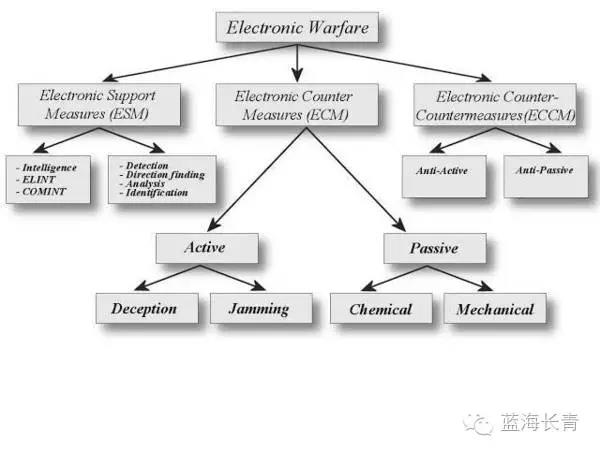 Electronic Warfare
Electronic Support
Measures (ESM)
Electronic Counter
Measures (ECM)
Electronic Counter-
Countermeasures(ECCM)
- Intelligence
- ELINT
- COMINT
- Detection
- Direction finding
- Analysis
- Identification
Anti-Active
Anti-Passive
Active
Passive
Deception
Jamming
Chemical
Mechanical
蓝海长青